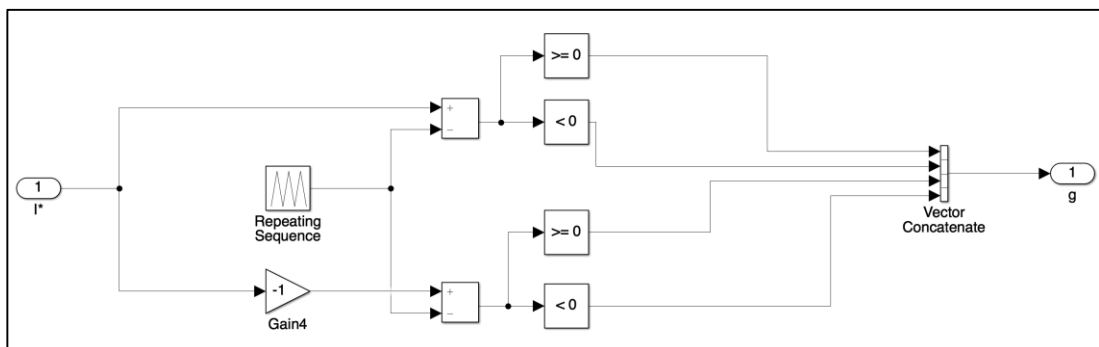 >= 0
+
−
< 0
1
I*
Repeating
Sequence
1
g
Vector
Concatenate
>= 0
-1
Gain4
+
−
< 0